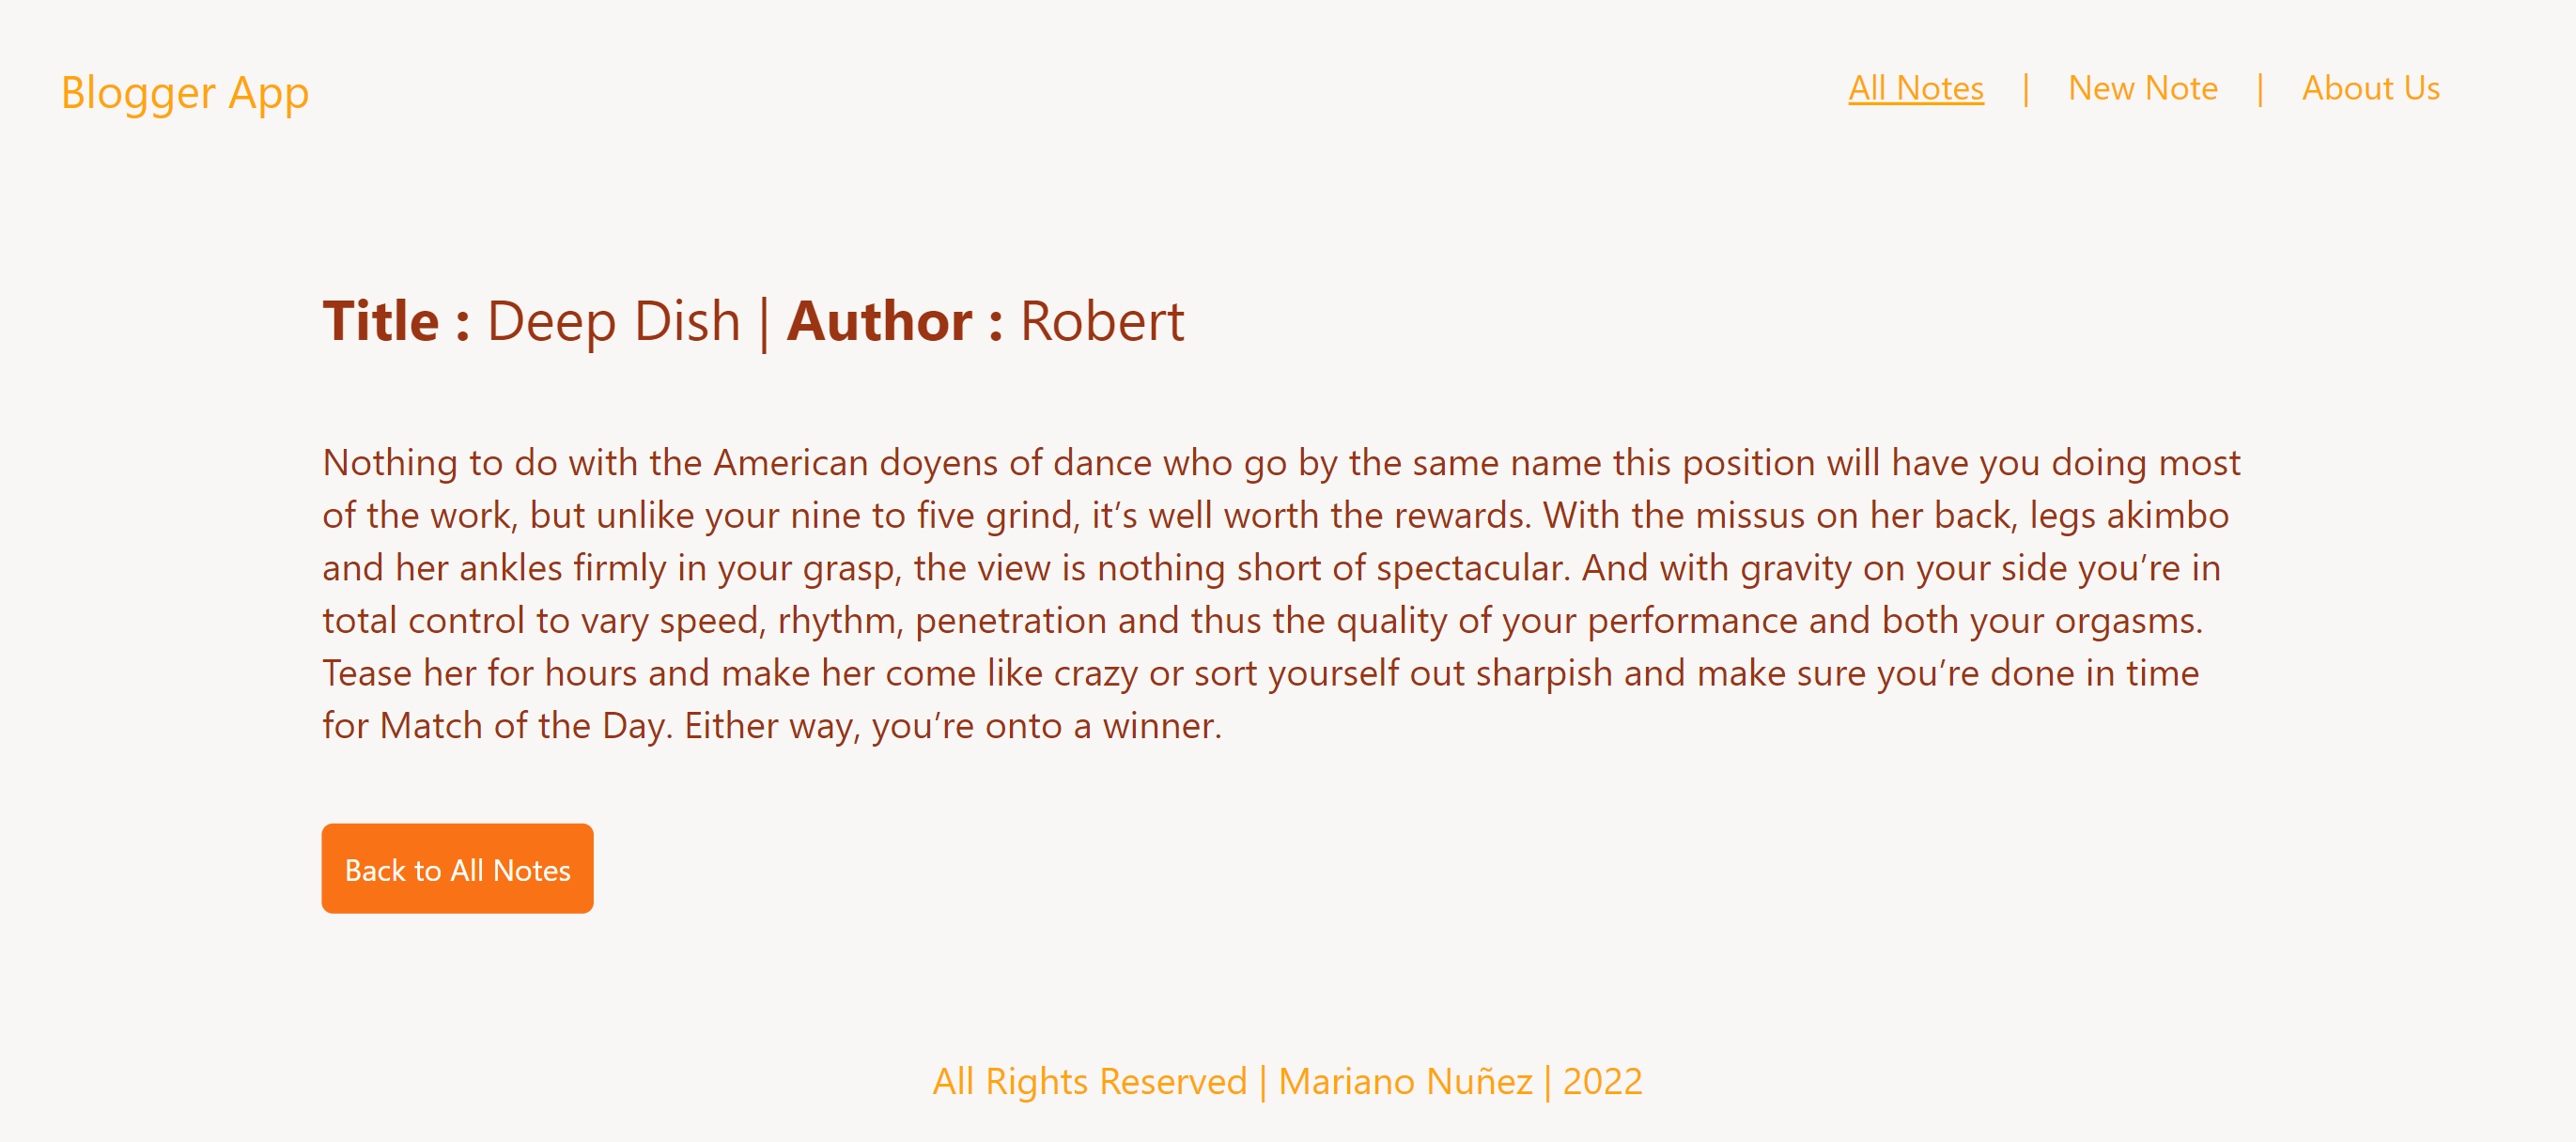 Blogger App
All Notes | New Note | About Us
Title : Deep Dish | Author : Robert
Nothing to do with the American doyens of dance who go by the same name this position will have you doing most
of the work, but unlike your nine to five grind, it’s well worth the rewards. With the missus on her back, legs akimbo
and her ankles firmly in your grasp, the view is nothing short of spectacular. And with gravity on your side you’re in
total control to vary speed, rhythm, penetration and thus the quality of your performance and both your orgasms.
Tease her for hours and make her come like crazy or sort yourself out sharpish and make sure you’re done in time
for Match of the Day. Either way, you’re onto a winner.
Back to All Notes
All Rights Reserved | Mariano Nuñez | 2022